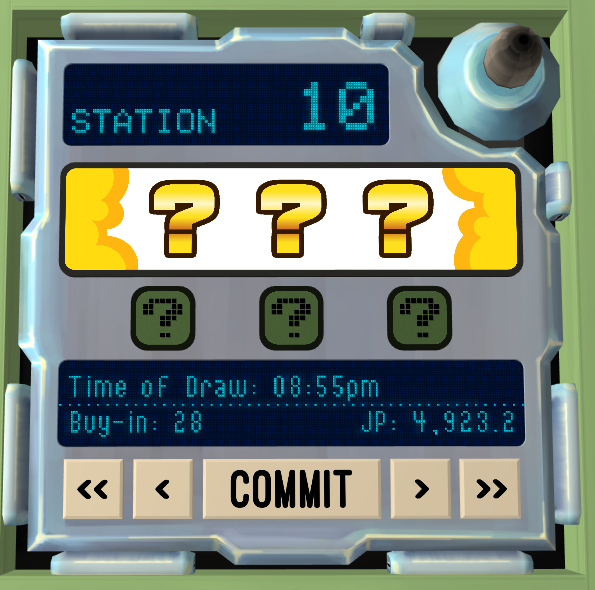 STATION 10
? ? ?
? ? ?
Time of Draw: 08:55pm
Buy-in: 28 JP: 4,923.2
<< < COMMIT > >>